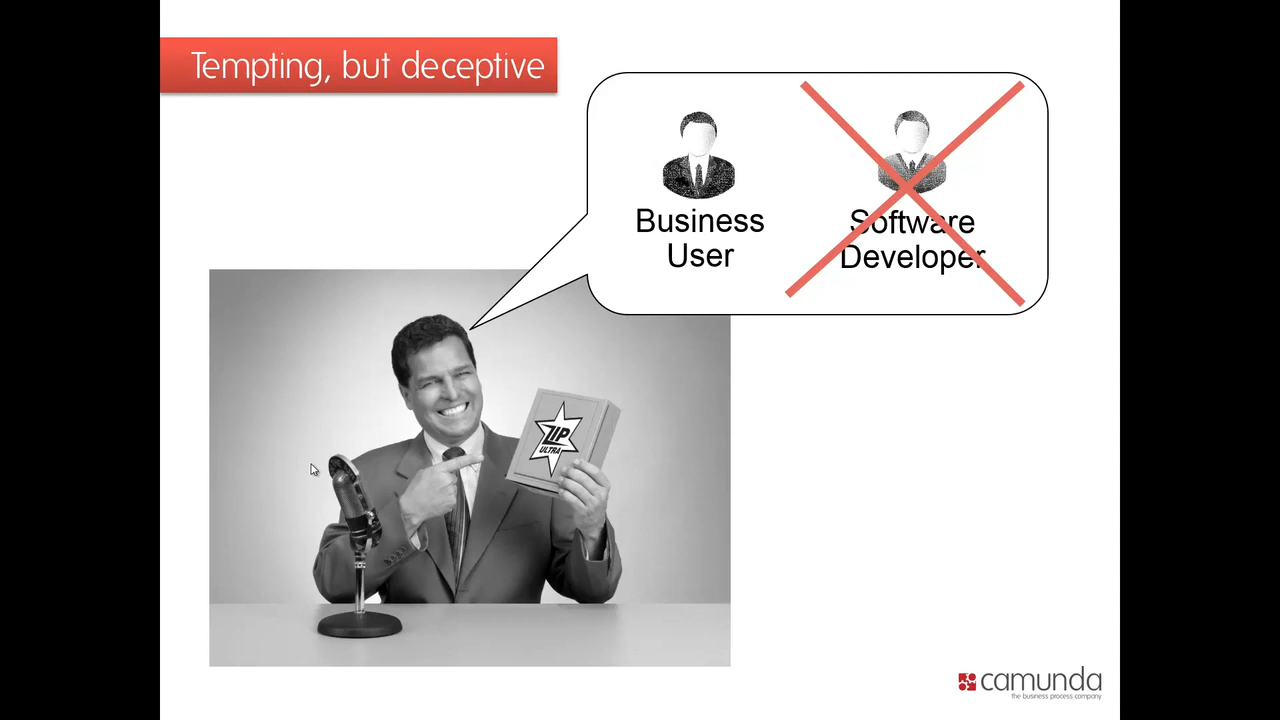 Tempting, but deceptive
Business
User
Software
Developer
ZIP
ULTRA
camunda
the business process company